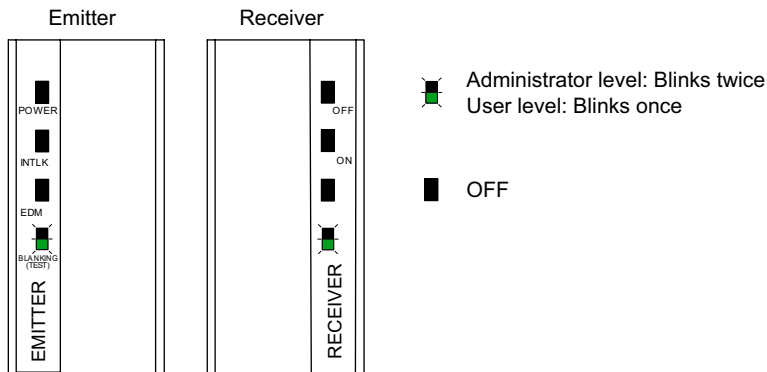 Emitter
Receiver
POWER
INTLK
EDM
BLANKING
(TEST)
EMITTER
OFF
ON
RECEIVER
Administrator level: Blinks twice
User level: Blinks once
OFF